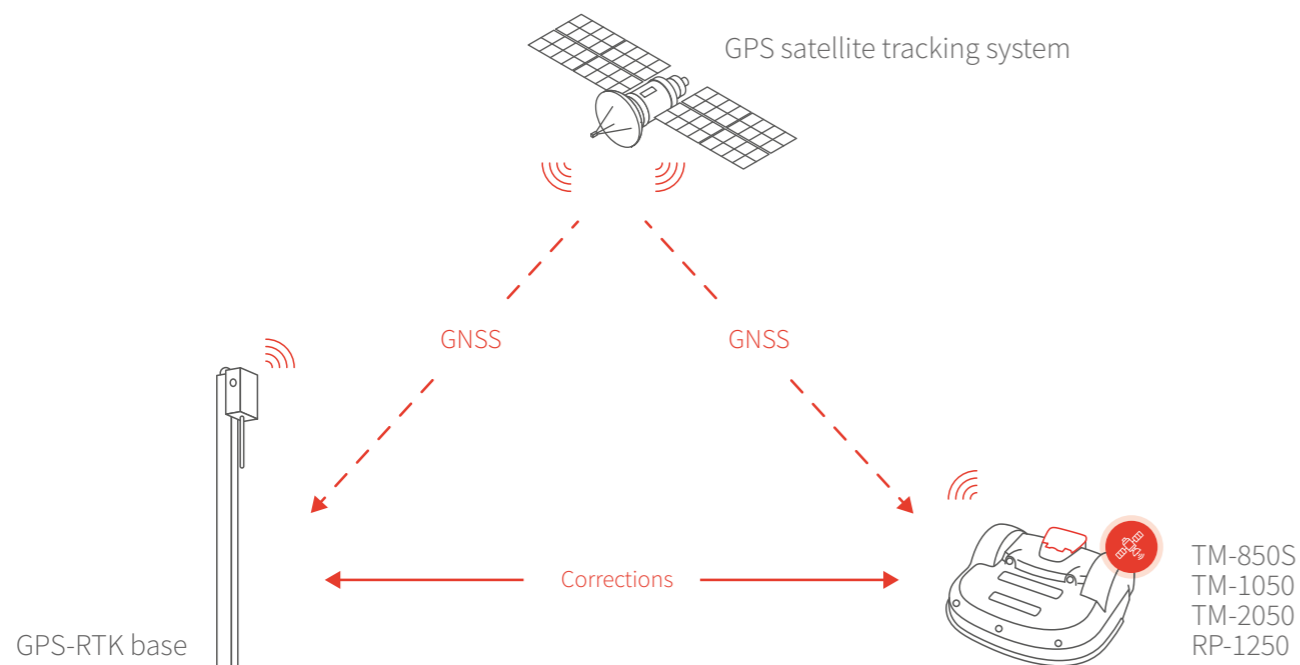 GPS satellite tracking system
GNSS
GNSS
Corrections
TM-850S
TM-1050
TM-2050
RP-1250
GPS-RTK base